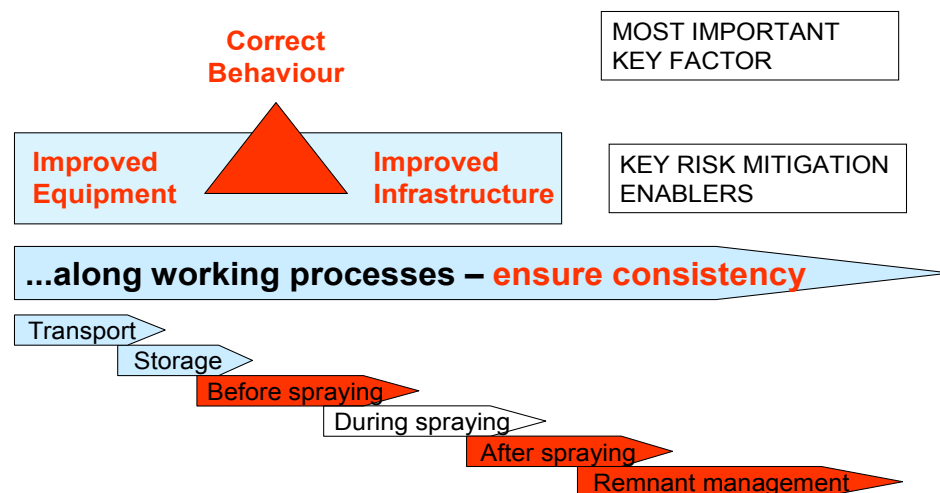 Correct
Behaviour
MOST IMPORTANT
KEY FACTOR
Improved
Equipment
Improved
Infrastructure
KEY RISK MITIGATION
ENABLERS
...along working processes – ensure consistency
Transport
Storage
Before spraying
During spraying
After spraying
Remnant management